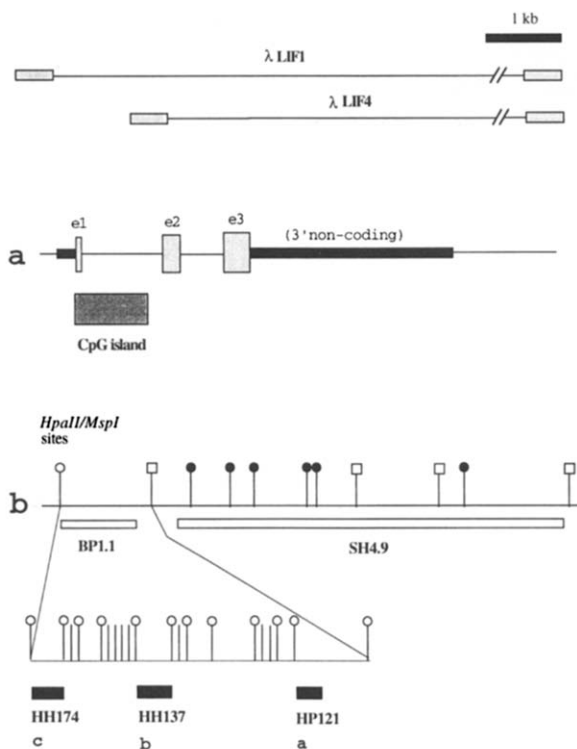 1 kb
λ LIF1
λ LIF4
e1 e2 e3
(3'non-coding)
a
CpG island
HpaII/MspI
sites
b
BP1.1 SH4.9
HH174 HH137 HP121
c b a